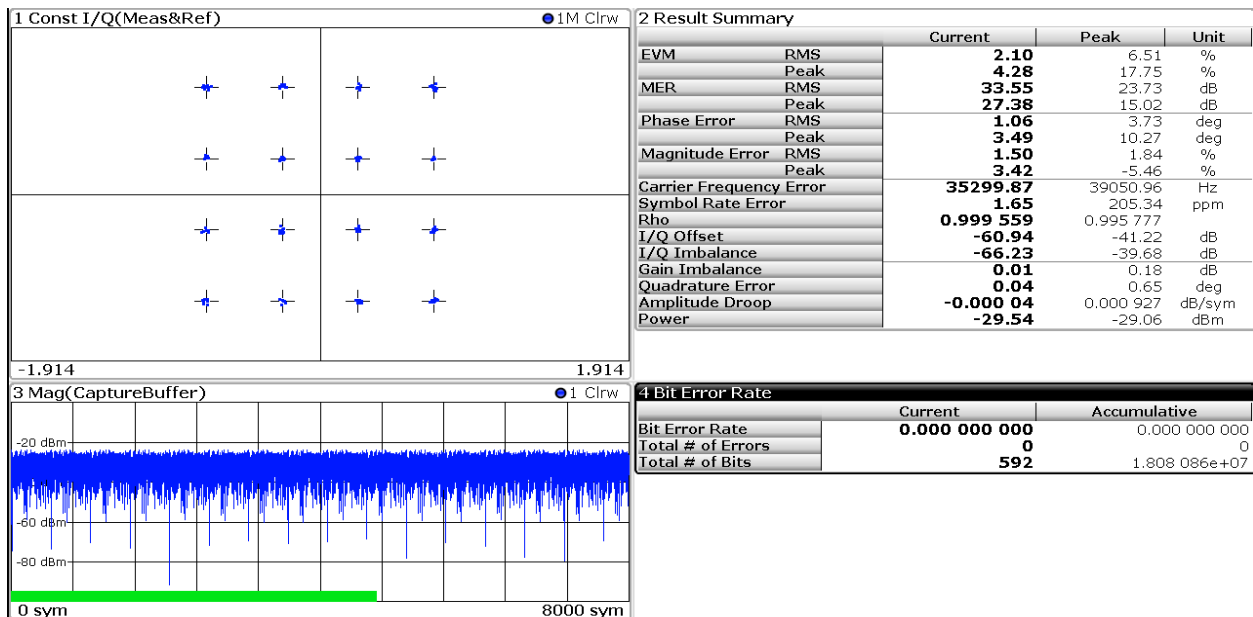 1 Const I/Q(Meas&Ref) 1M Clrw
-1.914 1.914
2 Result Summary
Current Peak Unit
EVM RMS 2.10 6.51 %
Peak 4.28 17.75 %
MER RMS 33.55 23.73 dB
Peak 27.38 15.02 dB
Phase Error RMS 1.06 3.73 deg
Peak 3.49 10.27 deg
Magnitude Error RMS 1.50 1.84 %
Peak 3.42 -5.46 %
Carrier Frequency Error 35299.87 39050.96 Hz
Symbol Rate Error 1.65 205.34 ppm
Rho 0.999 559 0.995 777
I/Q Offset -60.94 -41.22 dB
I/Q Imbalance -66.23 -39.68 dB
Gain Imbalance 0.01 0.18 dB
Quadrature Error 0.04 0.65 deg
Amplitude Droop -0.000 04 0.000 927 dB/sym
Power -29.54 -29.06 dBm
3 Mag(CaptureBuffer) 1 Clrw
-20 dBm
-60 dBm
-80 dBm
0 sym 8000 sym
4 Bit Error Rate
Current Accumulative
Bit Error Rate 0.000 000 000 0.000 000 000
Total # of Errors 0 0
Total # of Bits 592 1.808 086e+07